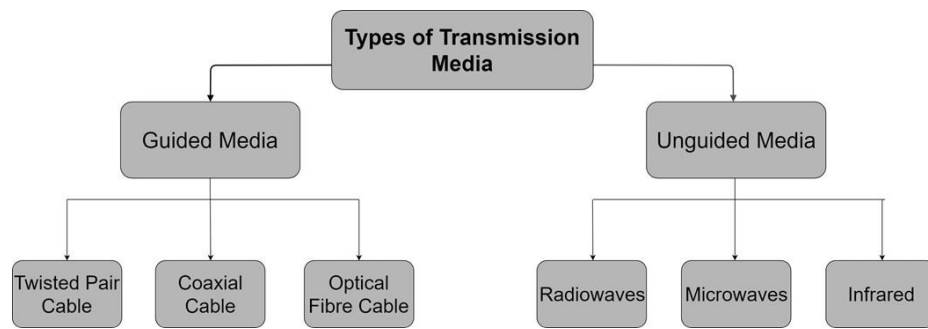 Types of Transmission
Media
Guided Media
Unguided Media
Twisted Pair
Cable
Coaxial
Cable
Optical
Fibre Cable
Radiowaves
Microwaves
Infrared